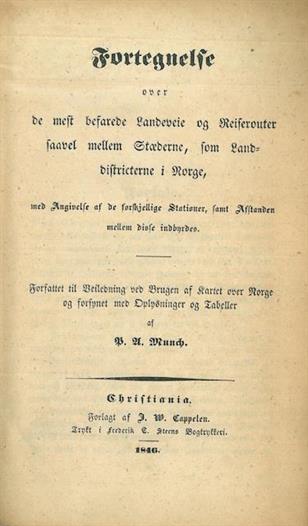 Fortegnelse
over
de mest befarede Landeveie og Reiserouter
saavel mellem Stæderne, som Land-
districterne i Norge,
med Angivelse af de forskjellige Stationer, samt Afstanden
mellem disse indbyrdes.
Forfattet til Veiledning ved Brugen af Kartet over Norge
og forsynet med Oplysninger og Tabeller
af
P. A. Munch.
Christiania.
Forlagt af J. W. Cappelen.
Trykt i Frederik T. Steens Bogtrykkeri.
1846.